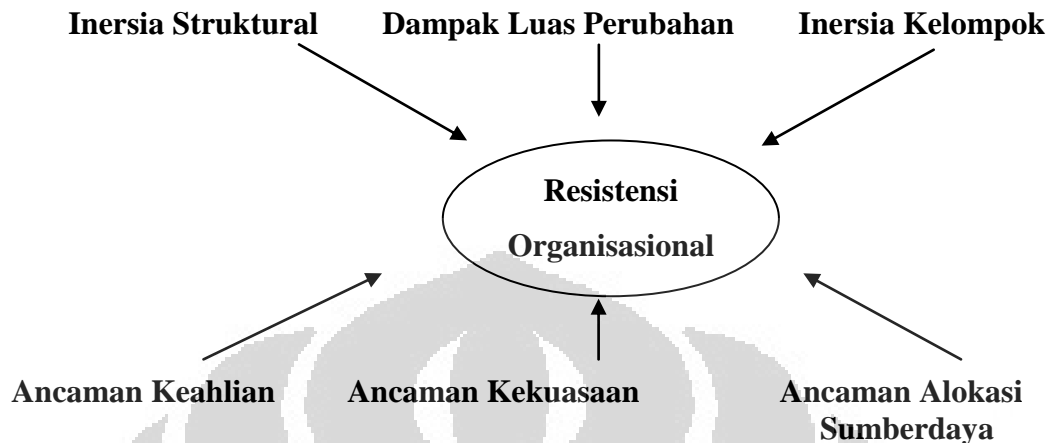 Inersia Struktural Dampak Luas Perubahan Inersia Kelompok
Resistensi
Organisasional
Ancaman Keahlian Ancaman Kekuasaan Ancaman Alokasi
Sumberdaya